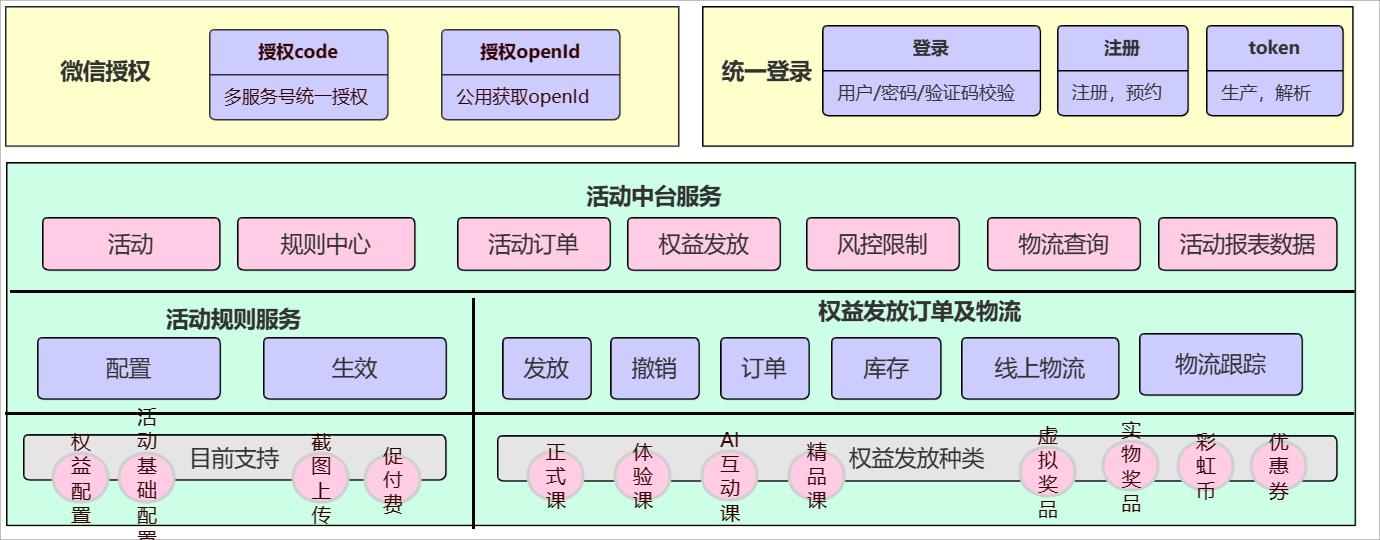 微信授权
授权code
多服务号统一授权
授权openId
公用获取openId
统一登录
登录
用户/密码/验证码校验
注册
注册，预约
token
生产，解析
活动中台服务
活动
规则中心
活动订单
权益发放
风控限制
物流查询
活动报表数据
活动规则服务
配置
生效
权益发放订单及物流
发放
撤销
订单
库存
线上物流
物流跟踪
权
益
配
置
活
动
基
础
配
置
目前支持
截
图
上
传
促
付
费
正
式
课
体
验
课
AI
互
动
课
精
品
课
权益发放种类
虚
拟
奖
品
实
物
奖
品
彩
虹
币
优
惠
券